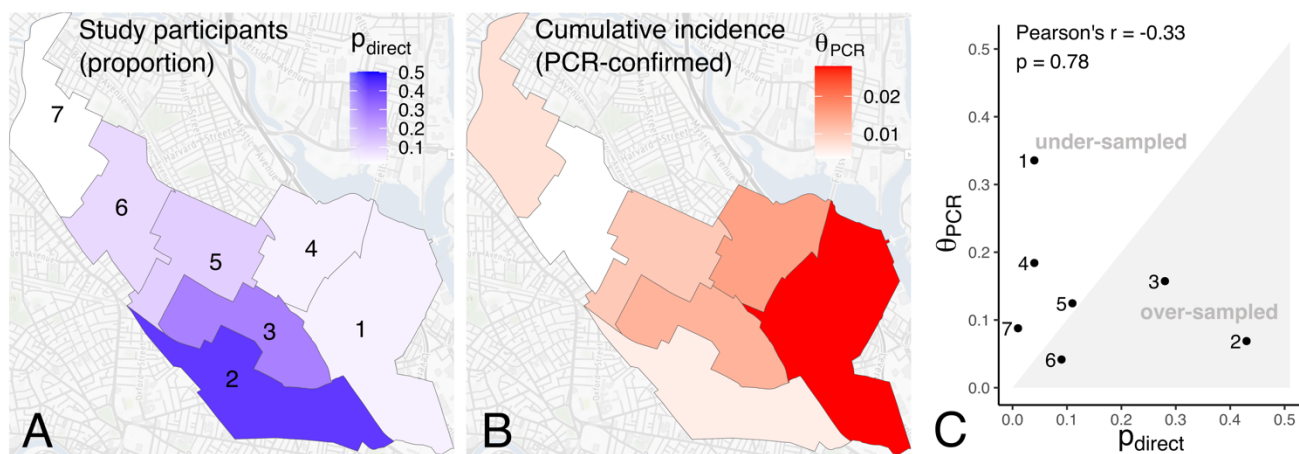 Study participants
(proportion)
p_direct
0.5
0.4
0.3
0.2
0.1
7
6
5
4
3
1
2
A
Cumulative incidence
(PCR-confirmed)
θ_PCR
0.02
0.01
Harvard-Street
B
Pearson's r = -0.33
p = 0.78
under-sampled
over-sampled
1
4
5
3
7
6
2
0.5
0.4
0.3
0.2
0.1
0.0
θ_PCR
0.0
0.1
0.2
0.3
0.4
0.5
p_direct
C